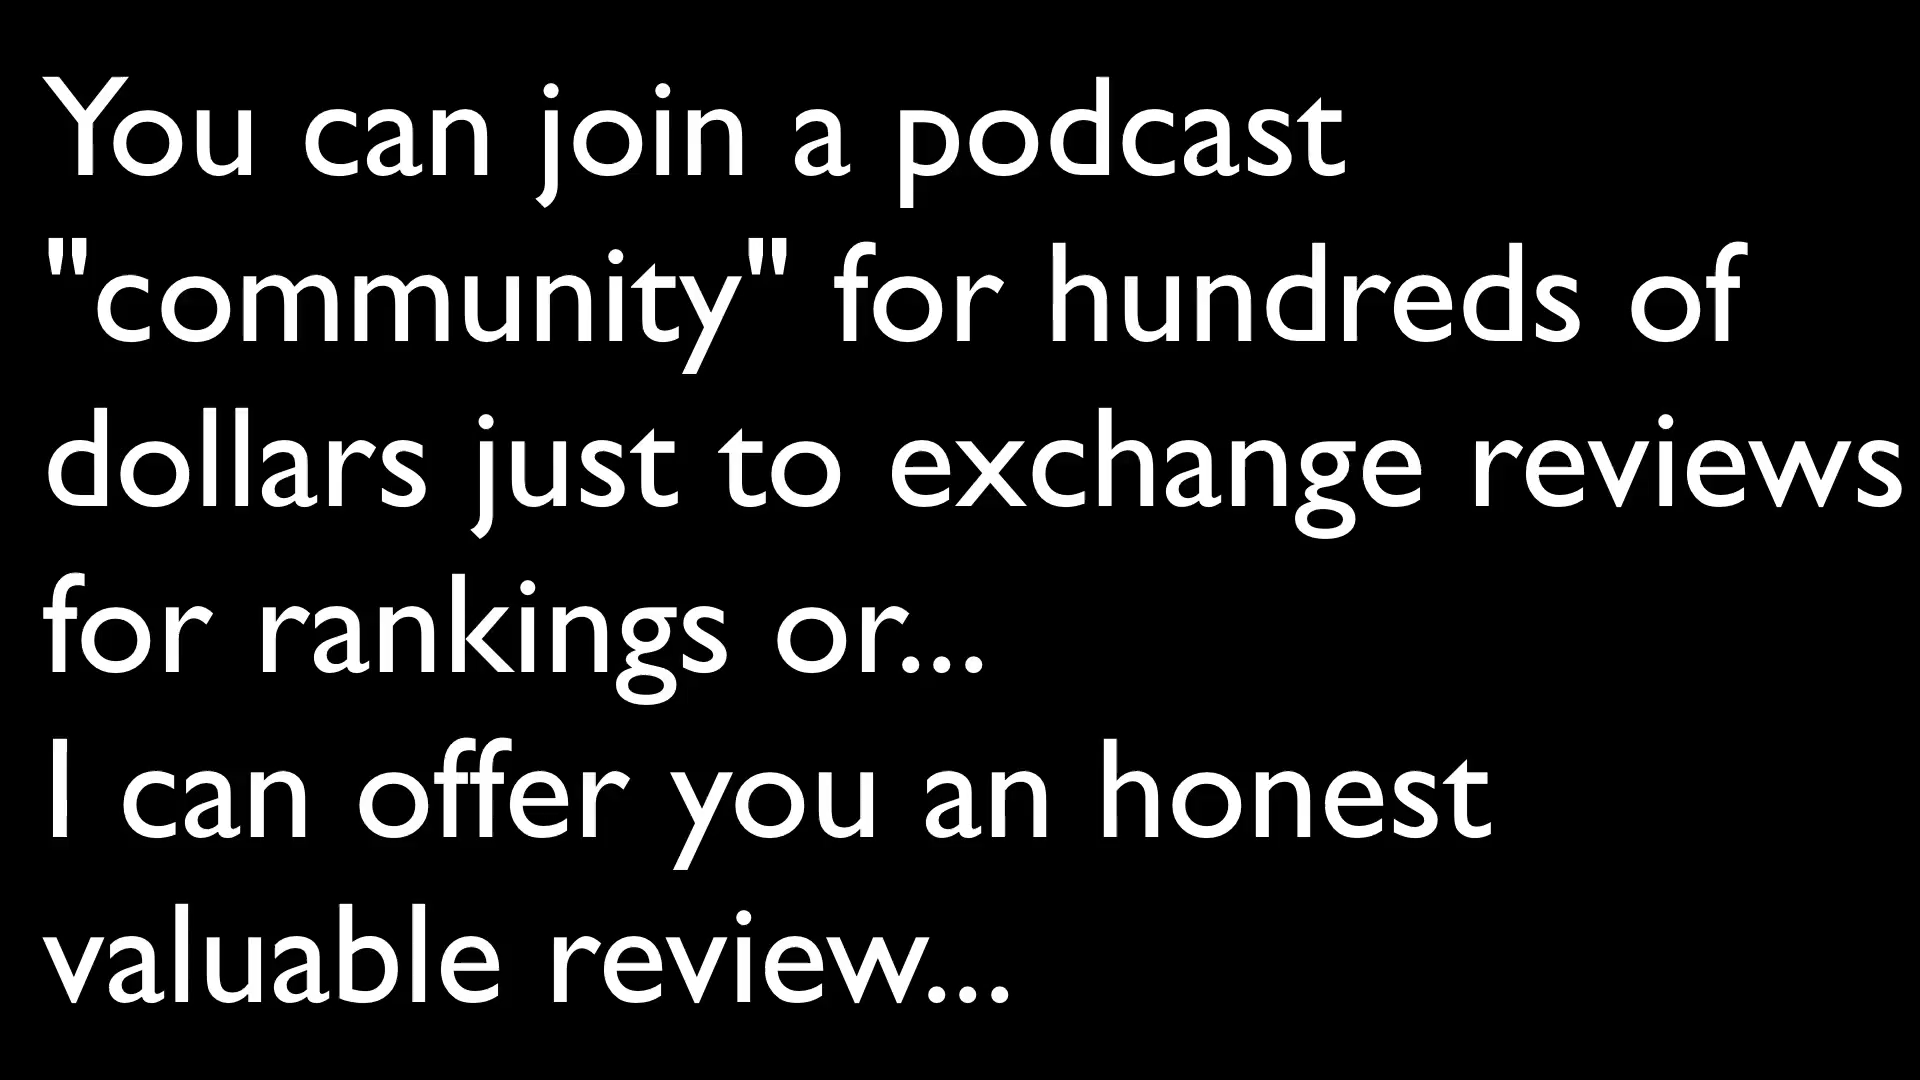 You can join a podcast
"community" for hundreds of
dollars just to exchange reviews
for rankings or...
I can offer you an honest
valuable review...